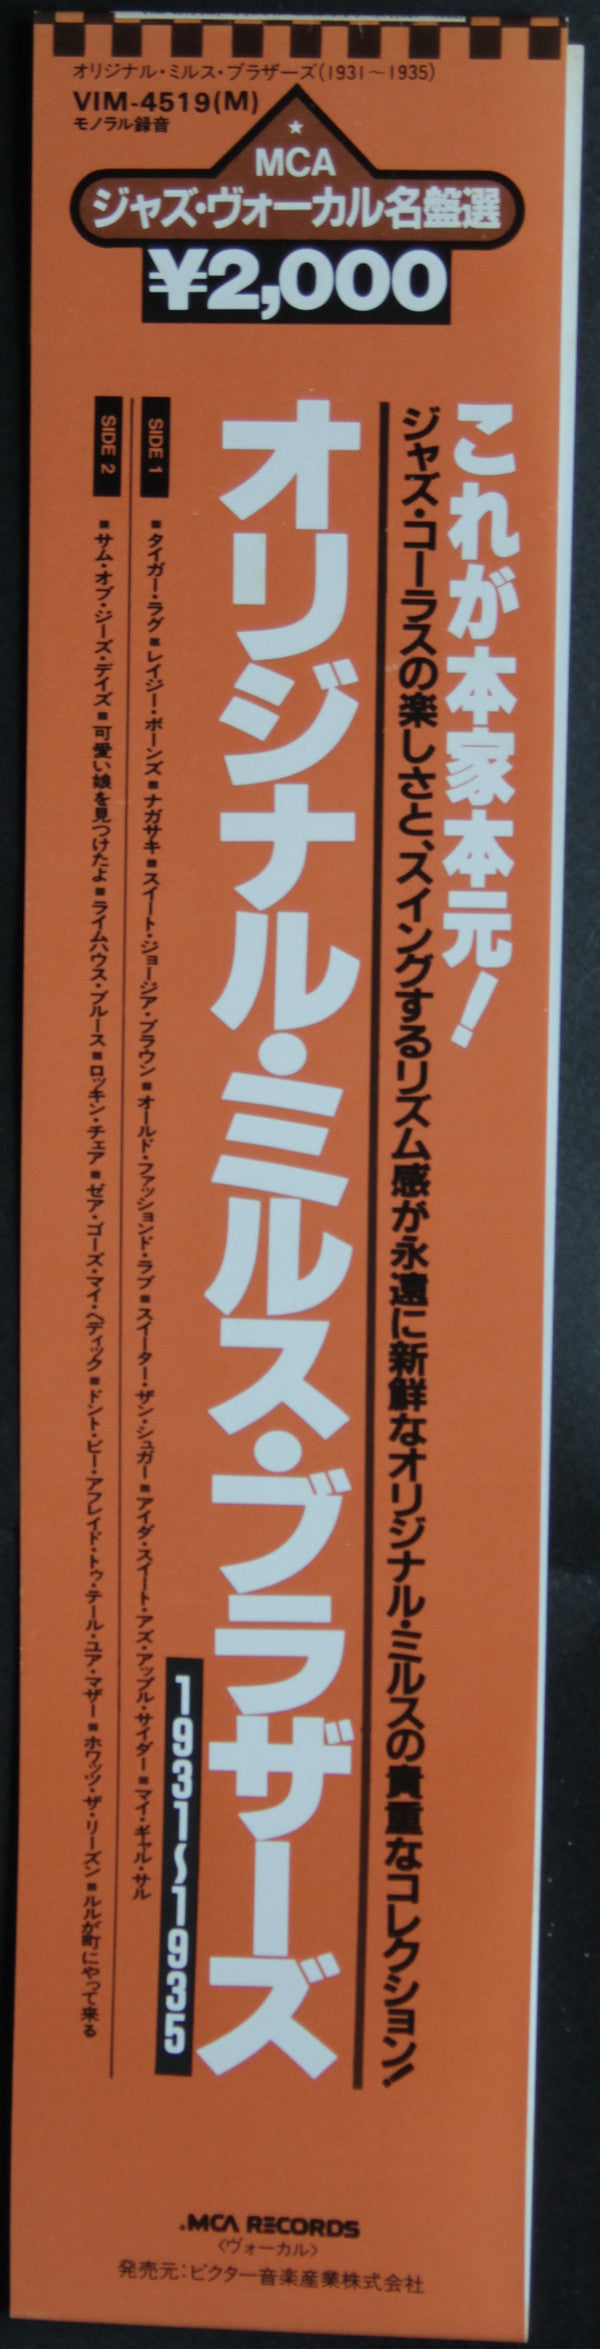 オリジナル・ミルス・ブラザーズ(1931〜1935)
VIM-4519(M)
モノラル録音
★
MCA
ジャズ・ヴォーカル名盤選
¥2,000
これが本家本元!
ジャズ・コーラスの楽しさと、スイングするリズム感が永遠に新鮮なオリジナル・ミルスの貴重なコレクション!
オリジナル・ミルス・ブラザーズ
1931〜1935
SIDE 1
■タイガー・ラグ■レイジー・ボーンズ■ナガサキ■スイート・ジョージア・ブラウン■オールド・ファッションド・ラブ■スイーター・ザン・シュガー■アイダ・スイート・アズ・アップル・サイダー■マイ・ギャル・サル
SIDE 2
■サム・オブ・ジーズ・デイズ■可愛い娘を見つけたよ■ライムハウス・ブルース■ロッキン・チェア■ゼア・ゴーズ・マイ・ヘディック■ドント・ビー・アフレイド・トゥ・テール・ユア・マザー■ホワッツ・ザ・リーズン■ルルが町にやって来る
.MCA RECORDS
〈ヴォーカル〉
発売元:ビクター音楽産業株式会社